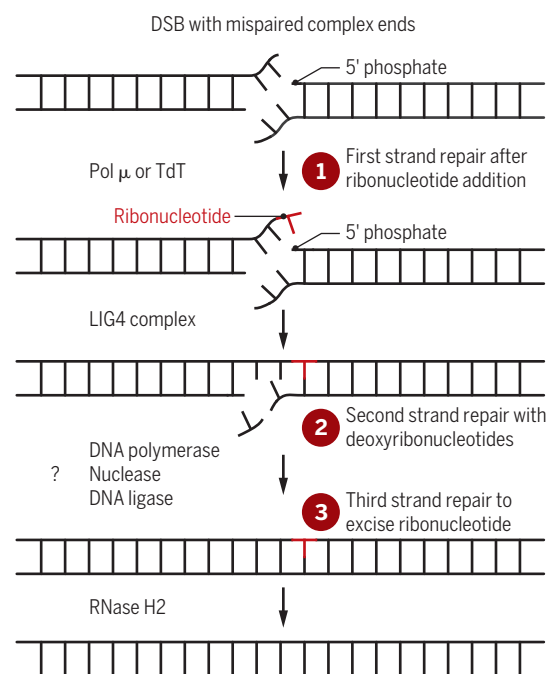 DSB with mispaired complex ends
5' phosphate
Pol μ or TdT
1 First strand repair after
ribonucleotide addition
Ribonucleotide
5' phosphate
LIG4 complex
2 Second strand repair with
deoxyribonucleotides
DNA polymerase
? Nuclease
DNA ligase
3 Third strand repair to
excise ribonucleotide
RNase H2